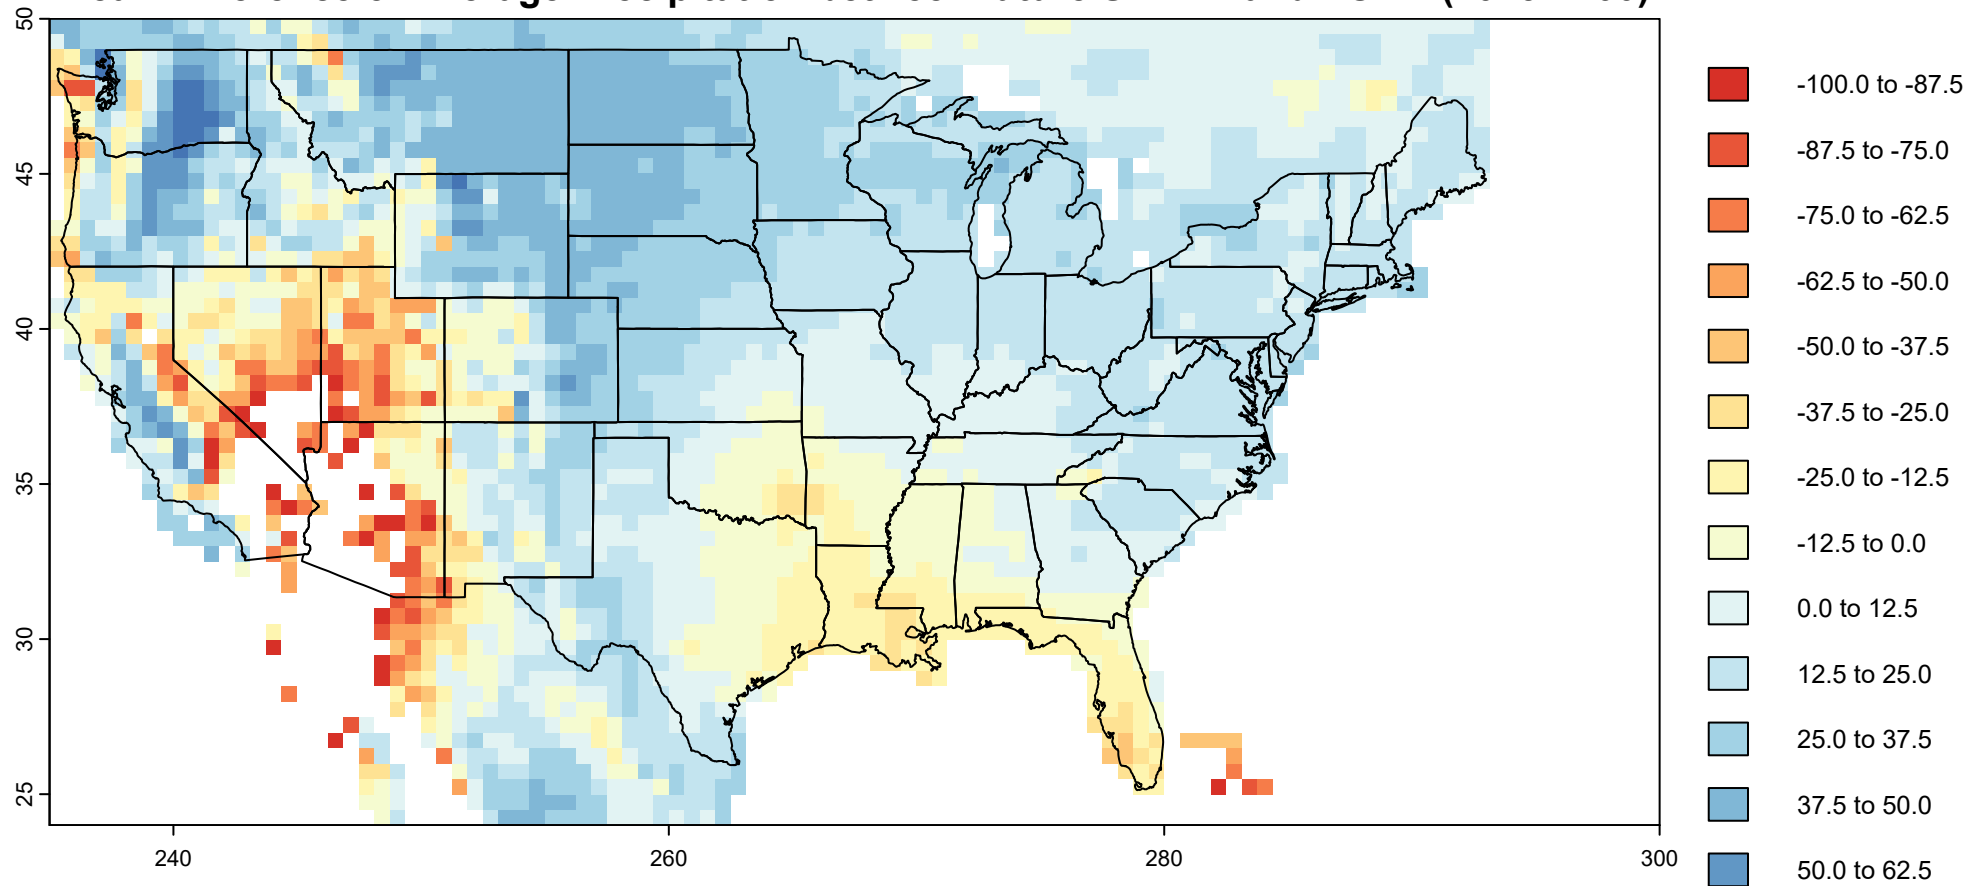 50
45
40
35
30
25
240
260
280
300
-100.0 to -87.5
-87.5 to -75.0
-75.0 to -62.5
-62.5 to -50.0
-50.0 to -37.5
-37.5 to -25.0
-25.0 to -12.5
-12.5 to 0.0
0.0 to 12.5
12.5 to 25.0
25.0 to 37.5
37.5 to 50.0
50.0 to 62.5